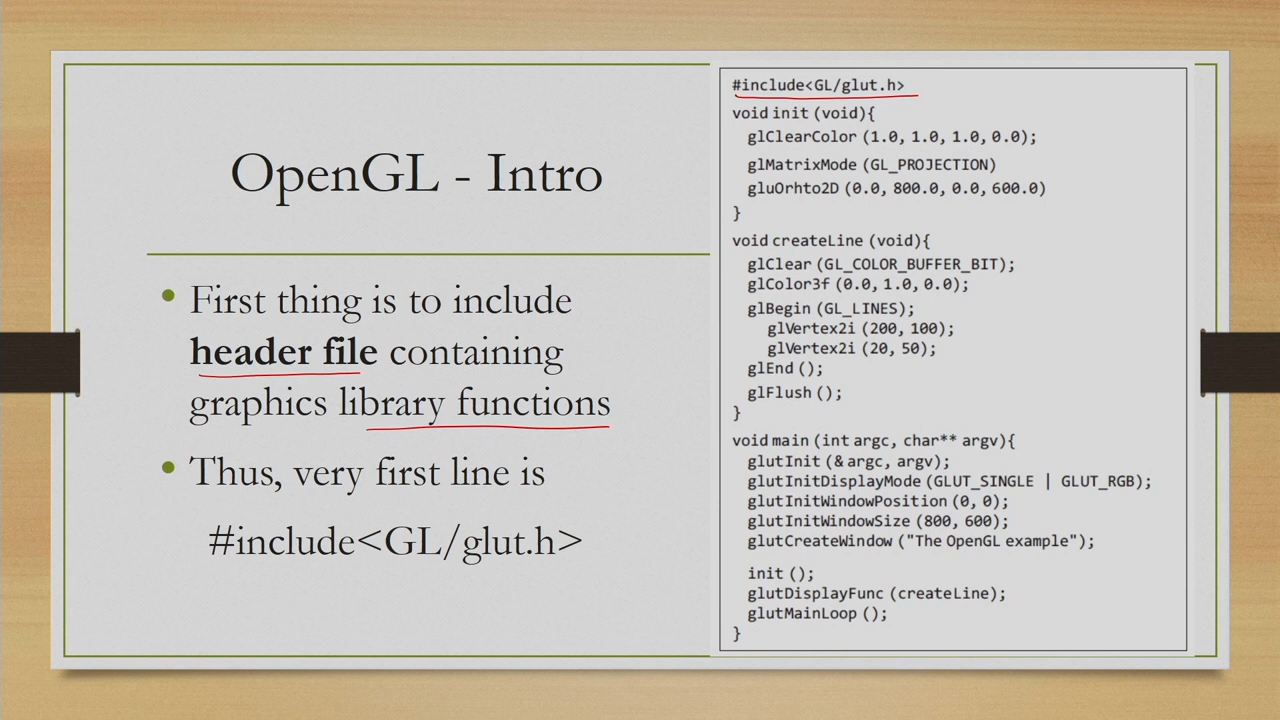 OpenGL - Intro
• First thing is to include
header file containing
graphics library functions
• Thus, very first line is
#include<GL/glut.h>
#include<GL/glut.h>
void init (void){
glClearColor (1.0, 1.0, 1.0, 0.0);
glMatrixMode (GL_PROJECTION)
gluOrhto2D (0.0, 800.0, 0.0, 600.0)
}
void createLine (void){
glClear (GL_COLOR_BUFFER_BIT);
glColor3f (0.0, 1.0, 0.0);
glBegin (GL_LINES);
glVertex2i (200, 100);
glVertex2i (20, 50);
glEnd ();
glFlush ();
}
void main (int argc, char** argv){
glutInit (& argc, argv);
glutInitDisplayMode (GLUT_SINGLE | GLUT_RGB);
glutInitWindowPosition (0, 0);
glutInitWindowSize (800, 600);
glutCreateWindow ("The OpenGL example");
init ();
glutDisplayFunc (createLine);
glutMainLoop ();
}